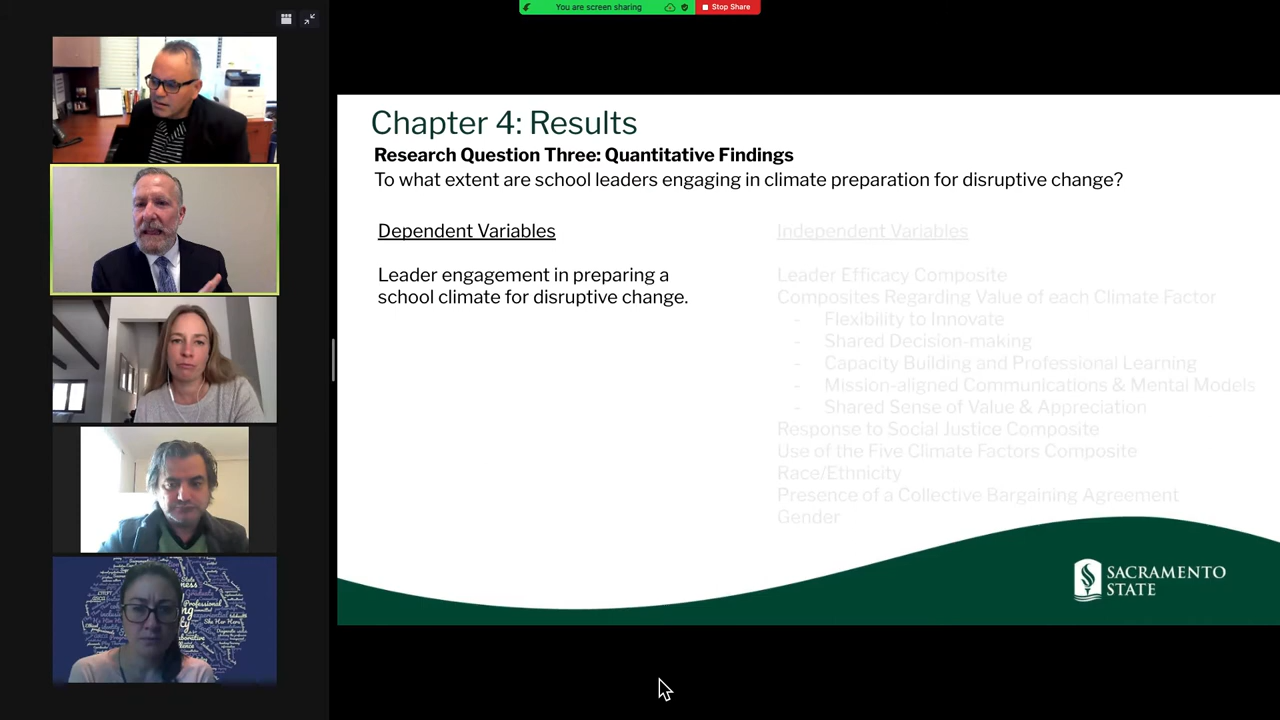 You are screen sharing
Stop Share
Chapter 4: Results
Research Question Three: Quantitative Findings
To what extent are school leaders engaging in climate preparation for disruptive change?
Dependent Variables
Leader engagement in preparing a
school climate for disruptive change.
Independent Variables
Leader Efficacy Composite
Composites Regarding Value of each Climate Factor
- Flexibility to Innovate
- Shared Decision-making
- Capacity Building and Professional Learning
- Mission-aligned Communications & Mental Models
- Shared Sense of Value & Appreciation
Response to Social Justice Composite
Use of the Five Climate Factors Composite
Race/Ethnicity
Presence of a Collective Bargaining Agreement
Gender
SACRAMENTO
STATE
Professional
She Her Hers